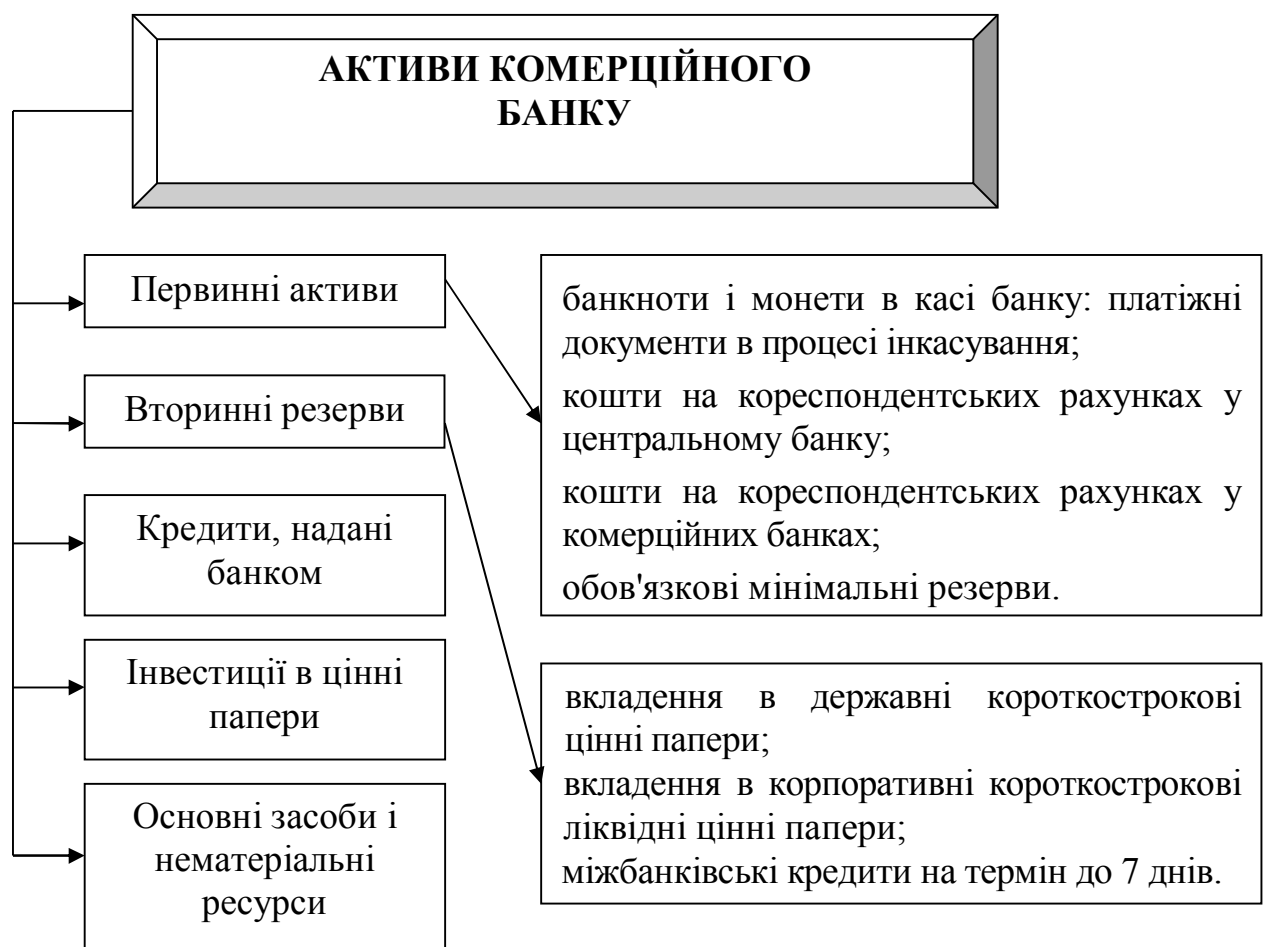 АКТИВИ КОМЕРЦІЙНОГО
БАНКУ
Первинні активи
Вторинні резерви
Кредити, надані
банком
Інвестиції в цінні
папери
Основні засоби і
нематеріальні
ресурси
банкноти і монети в касі банку: платіжні
документи в процесі інкасування;
кошти на кореспондентських рахунках у
центральному банку;
кошти на кореспондентських рахунках у
комерційних банках;
обов'язкові мінімальні резерви.
вкладення в державні короткострокові
цінні папери;
вкладення в корпоративні короткострокові
ліквідні цінні папери;
міжбанківські кредити на термін до 7 днів.